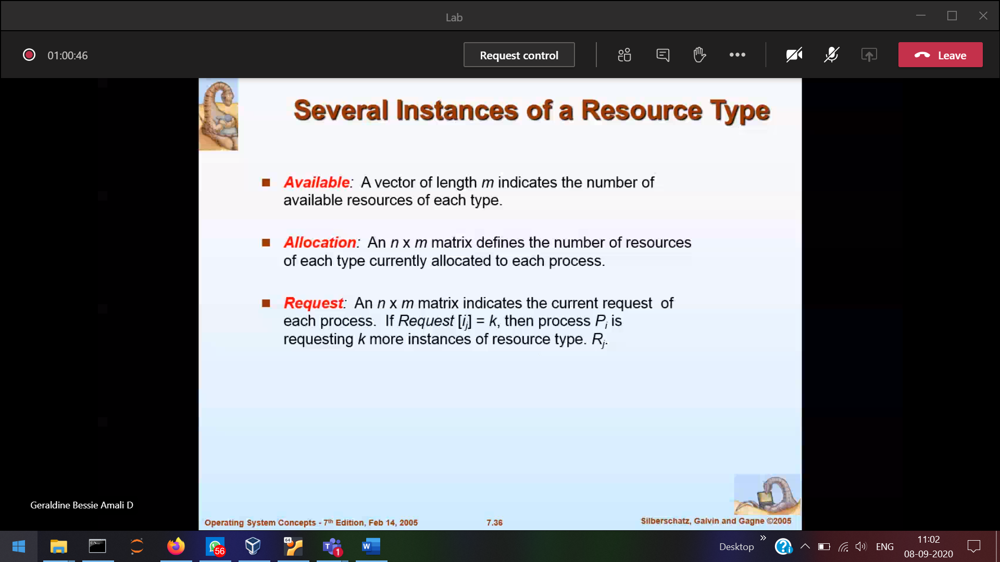 Lab
01:00:46
Request control
Leave
Several Instances of a Resource Type
Available: A vector of length m indicates the number of
available resources of each type.
Allocation: An n x m matrix defines the number of resources
of each type currently allocated to each process.
Request: An n x m matrix indicates the current request of
each process. If Request [ij] = k, then process Pi is
requesting k more instances of resource type. Rj.
Geraldine Bessie Amali D
Operating System Concepts - 7th Edition, Feb 14, 2005
7.36
Silberschatz, Galvin and Gagne ©2005
C:\_
56
64
T
1
W
Desktop
ENG
11:02
08-09-2020